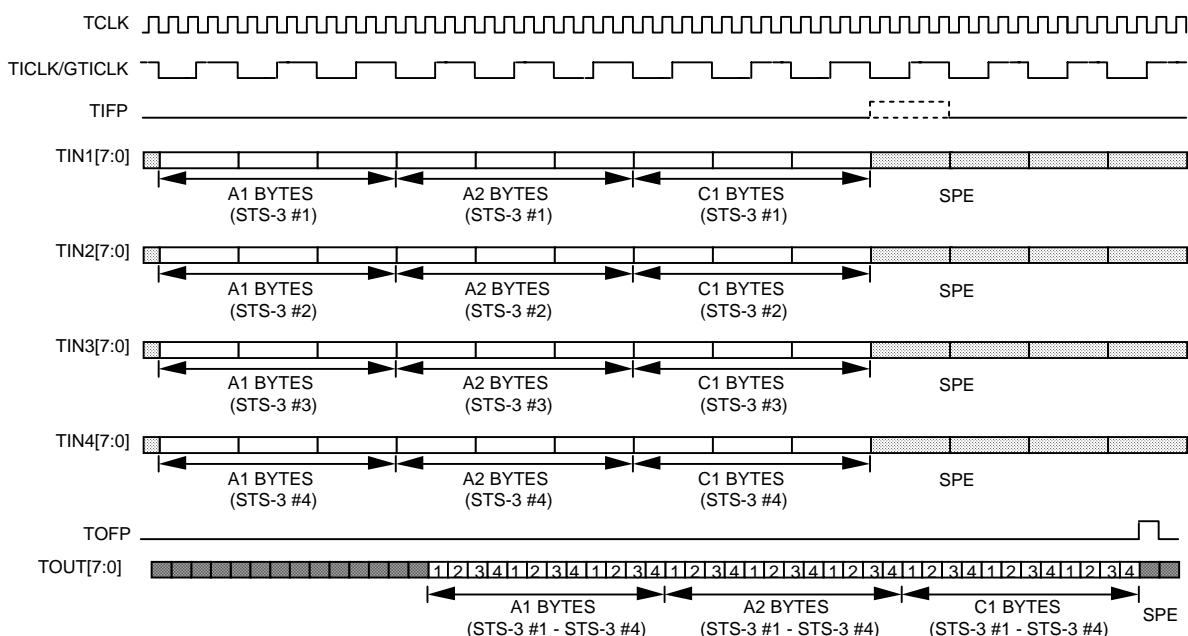 TCLK
TICLK/GTICLK
TIFP
TIN1[7:0]
A1 BYTES
(STS-3 #1)
A2 BYTES
(STS-3 #1)
C1 BYTES
(STS-3 #1)
SPE
TIN2[7:0]
A1 BYTES
(STS-3 #2)
A2 BYTES
(STS-3 #2)
C1 BYTES
(STS-3 #2)
SPE
TIN3[7:0]
A1 BYTES
(STS-3 #3)
A2 BYTES
(STS-3 #3)
C1 BYTES
(STS-3 #3)
SPE
TIN4[7:0]
A1 BYTES
(STS-3 #4)
A2 BYTES
(STS-3 #4)
C1 BYTES
(STS-3 #4)
SPE
TOFP
TOUT[7:0]
1 2 3 4 1 2 3 4 1 2 3 4 1 2 3 4 1 2 3 4 1 2 3 4 1 2 3 4 1 2 3 4 1 2 3 4
A1 BYTES
(STS-3 #1 - STS-3 #4)
A2 BYTES
(STS-3 #1 - STS-3 #4)
C1 BYTES
(STS-3 #1 - STS-3 #4)
SPE